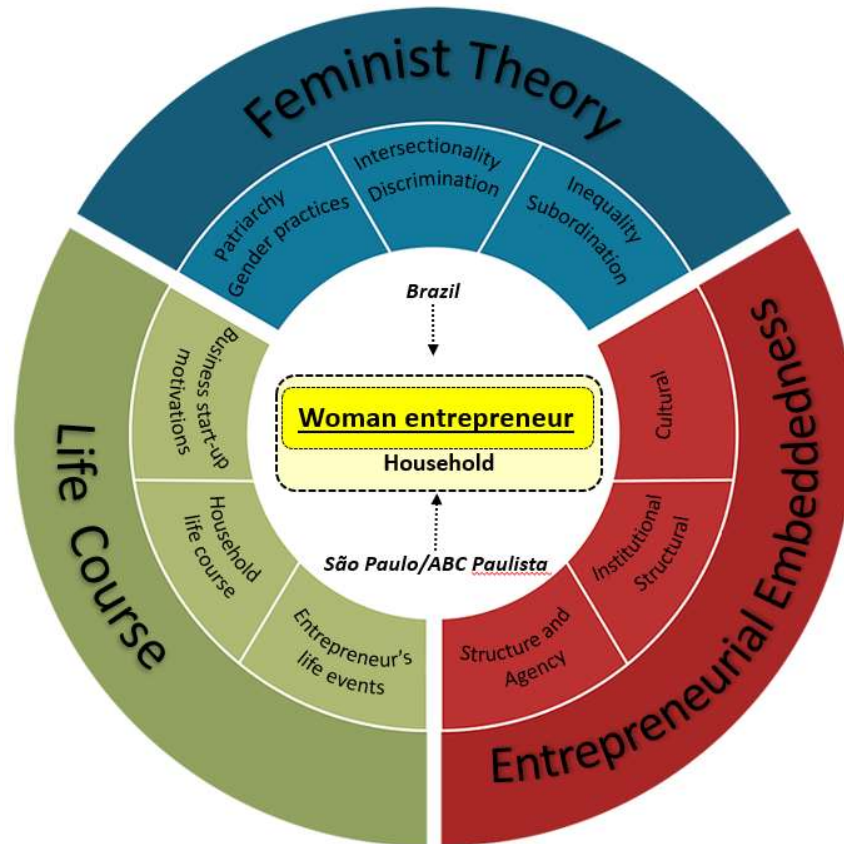 Feminist Theory
Patriarchy
Gender practices
Intersectionality
Discrimination
Inequality
Subordination
Brazil
Woman entrepreneur
Household
São Paulo/ABC Paulista
Business start-up
motivations
Household
life course
Entrepreneur's
life events
Life Course
Cultural
Institutional
Structural
Structure and
Agency
Entrepreneurial Embeddedness